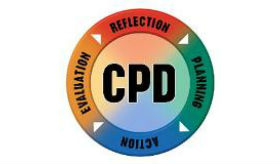 REFLECTION
PLANNING
ACTION
EVALUATION
CPD